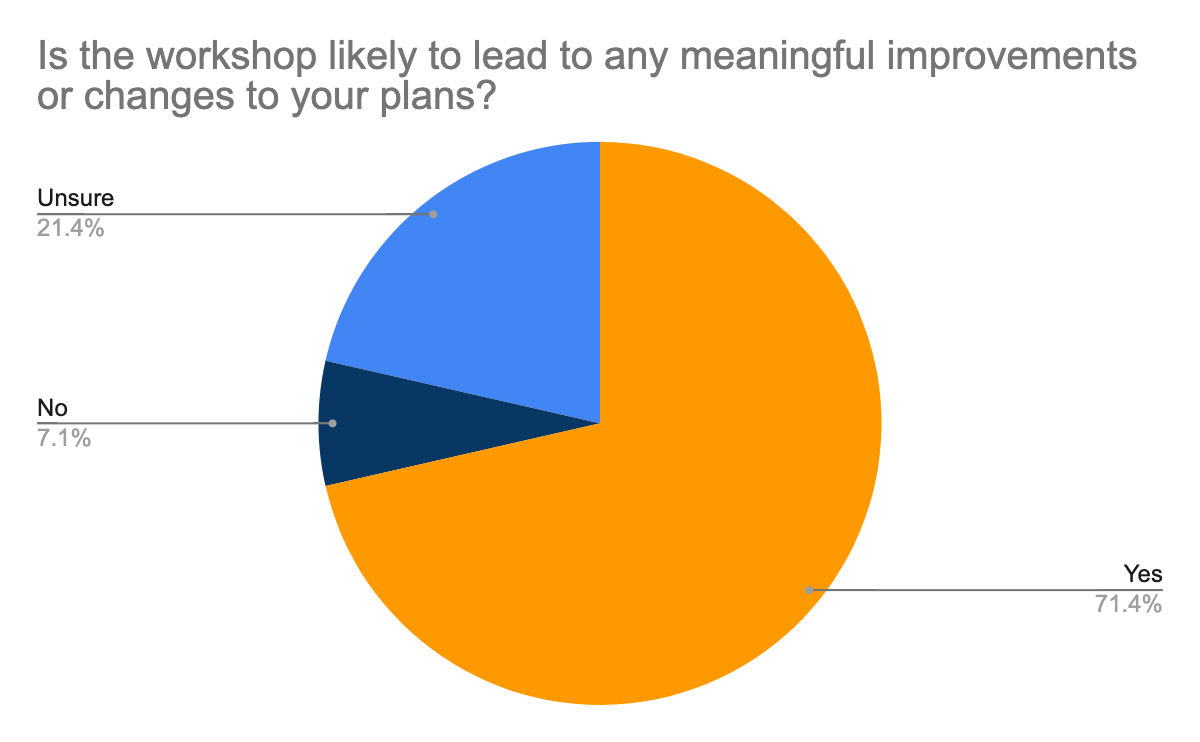 Is the workshop likely to lead to any meaningful improvements
or changes to your plans?
Unsure
21.4%
No
7.1%
Yes
71.4%